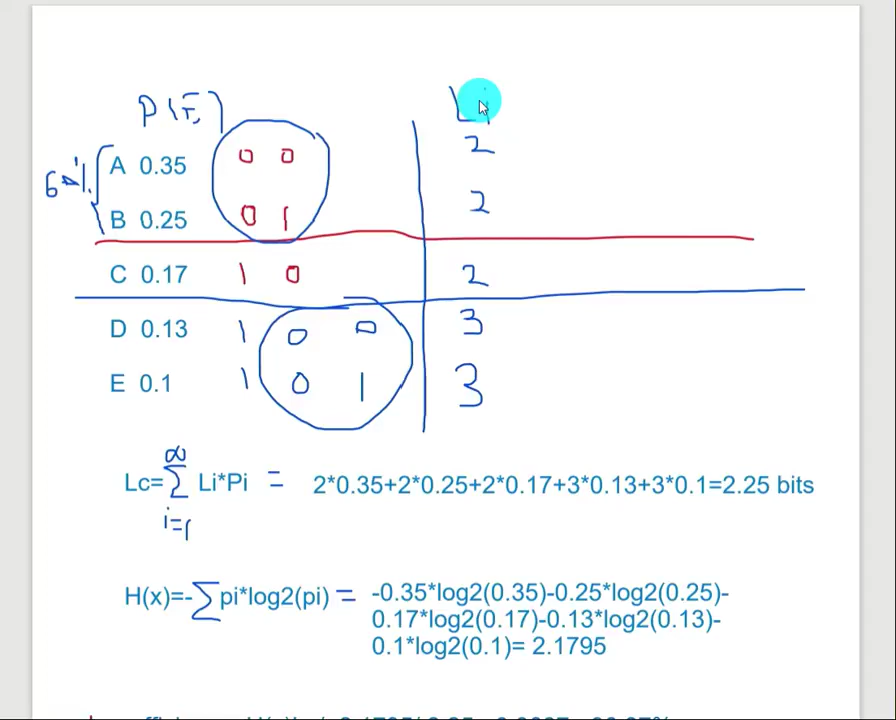 P(F,) Li
60%
A 0.35 0 0 2
B 0.25 0 1 2
C 0.17 1 0 2
D 0.13 1 0 0 3
E 0.1 1 0 1 3
∞
Lc=∑ Li*Pi = 2*0.35+2*0.25+2*0.17+3*0.13+3*0.1=2.25 bits
i=1
H(x)=-∑pi*log2(pi) = -0.35*log2(0.35)-0.25*log2(0.25)-
0.17*log2(0.17)-0.13*log2(0.13)-
0.1*log2(0.1)= 2.1795